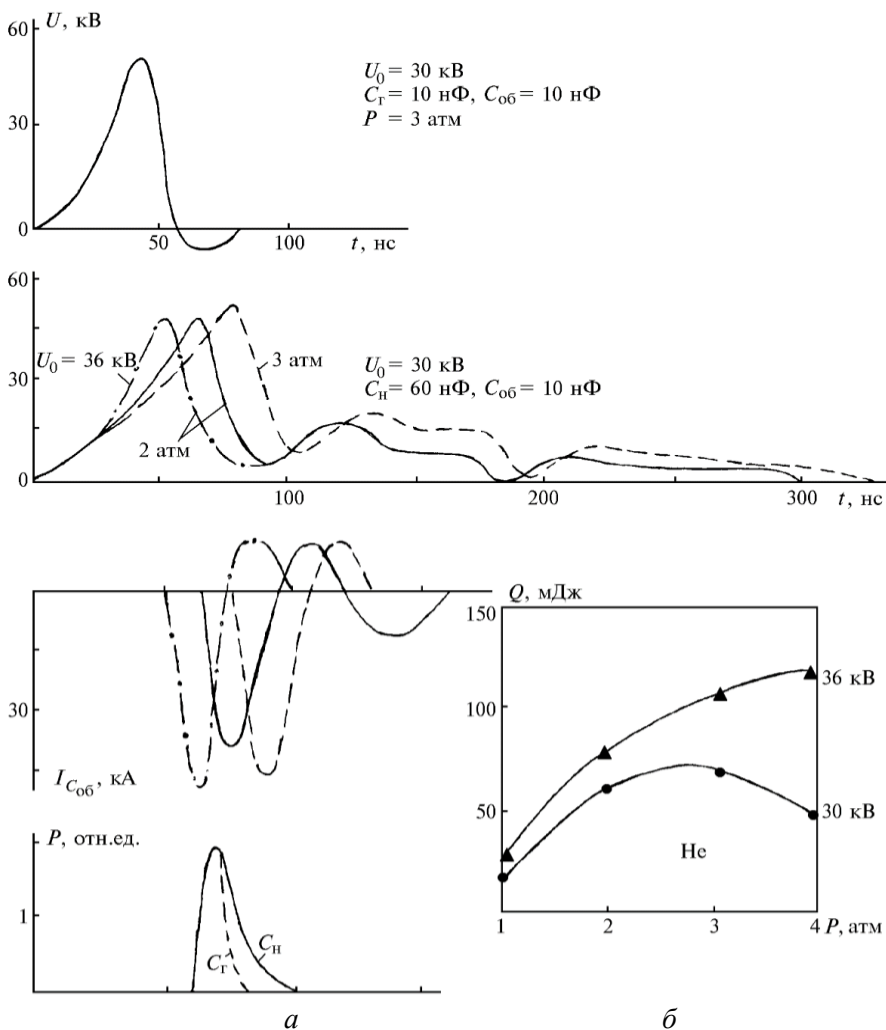 U, кВ
60
30
0
50
100
t, нс
U₀ = 30 кВ
Cг = 10 нФ, Cоб = 10 нФ
P = 3 атм
60
30
0
U₀ = 36 кВ
2 атм
3 атм
U₀ = 30 кВ
Cн = 60 нФ, Cоб = 10 нФ
100
200
300
t, нс
30
I_Cоб, кА
P, отн.ед.
1
Cг
Cн
а
Q, мДж
150
100
50
36 кВ
30 кВ
He
1
2
3
4
P, атм
б